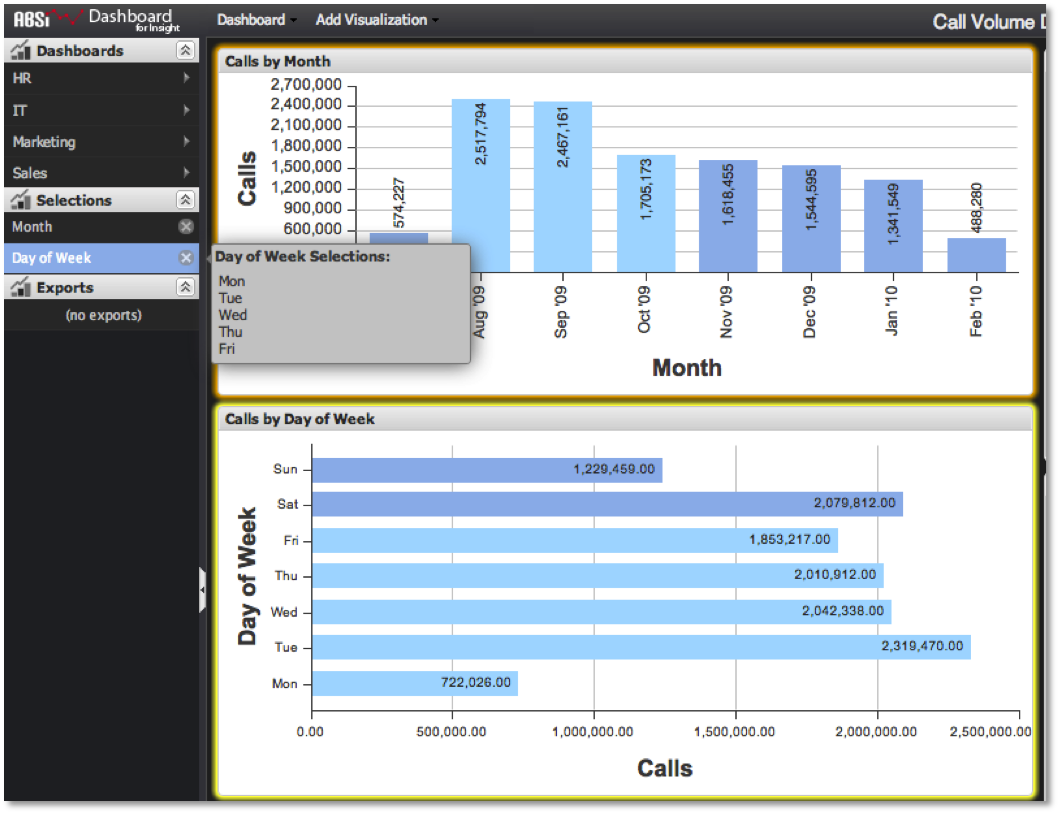 ABSi Dashboard for Insight
Dashboard
Add Visualization
Call Volume D
Dashboards
HR
IT
Marketing
Sales
Selections
Month
Day of Week
Exports
(no exports)
Day of Week Selections:
Mon
Tue
Wed
Thu
Fri
Calls by Month
Calls
2,700,000
2,400,000
2,100,000
1,800,000
1,500,000
1,200,000
900,000
600,000
574,227
2,517,794
2,467,161
1,705,173
1,618,455
1,544,595
1,341,549
488,280
Aug '09
Sep '09
Oct '09
Nov '09
Dec '09
Jan '10
Feb '10
Month
Calls by Day of Week
Day of Week
Sun
1,229,459.00
Sat
2,079,812.00
Fri
1,853,217.00
Thu
2,010,912.00
Wed
2,042,338.00
Tue
2,319,470.00
Mon
722,026.00
0.00
500,000.00
1,000,000.00
1,500,000.00
2,000,000.00
2,500,000.00
Calls